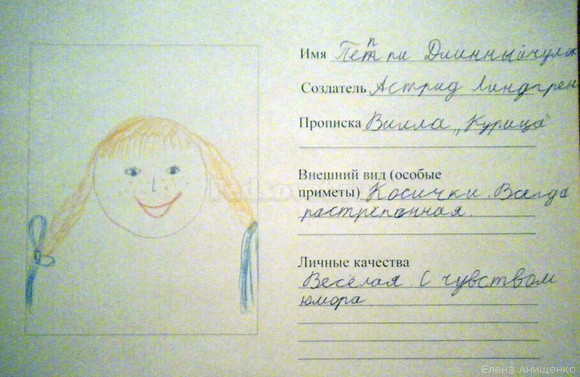 Имя Пеппи Длинныйчулок
Создатель Астрид Линдгрен
Прописка Вилла „Курица"
Внешний вид (особые
приметы) Косички. Всегда
растрепанная.
Личные качества
Весёлая. С чувством
юмора
Елена Анищенко